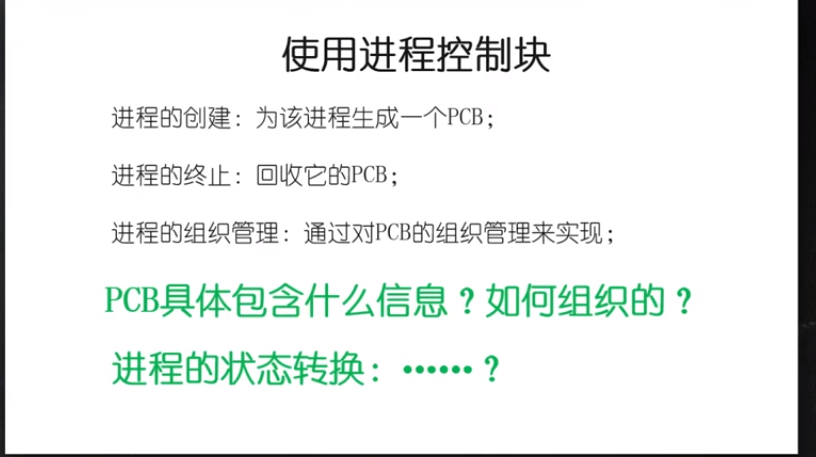 使用进程控制块
进程的创建：为该进程生成一个PCB；
进程的终止：回收它的PCB；
进程的组织管理：通过对PCB的组织管理来实现；
PCB具体包含什么信息？如何组织的？
进程的状态转换：••••••？